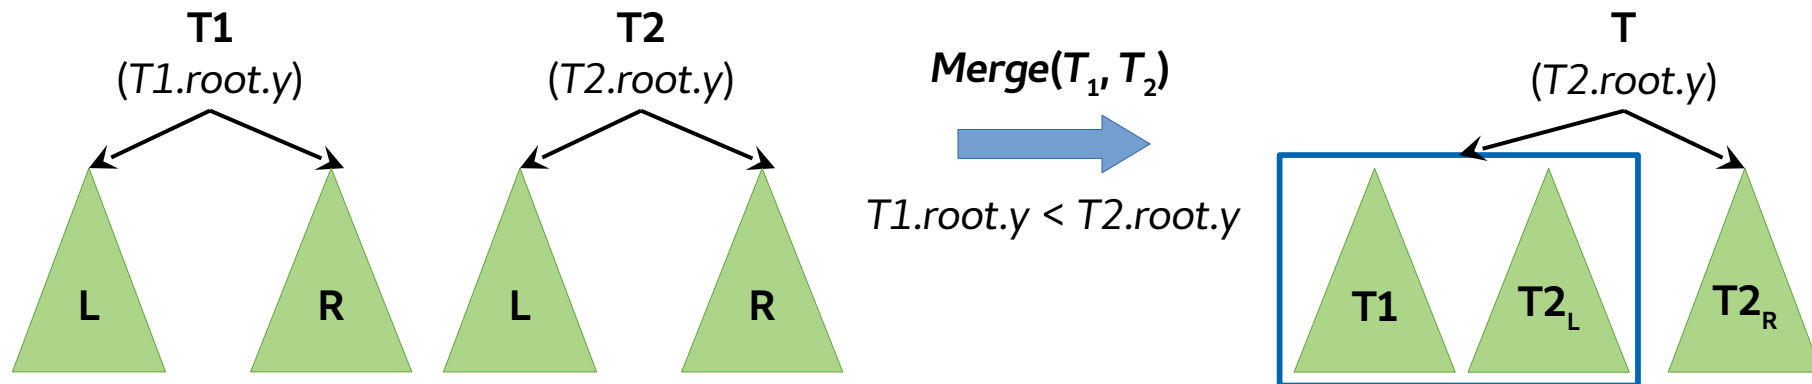 T1
(T1.root.y)
L
R
T2
(T2.root.y)
L
R
Merge(T₁, T₂)
T1.root.y < T2.root.y
T
(T2.root.y)
T1
T2L
T2R